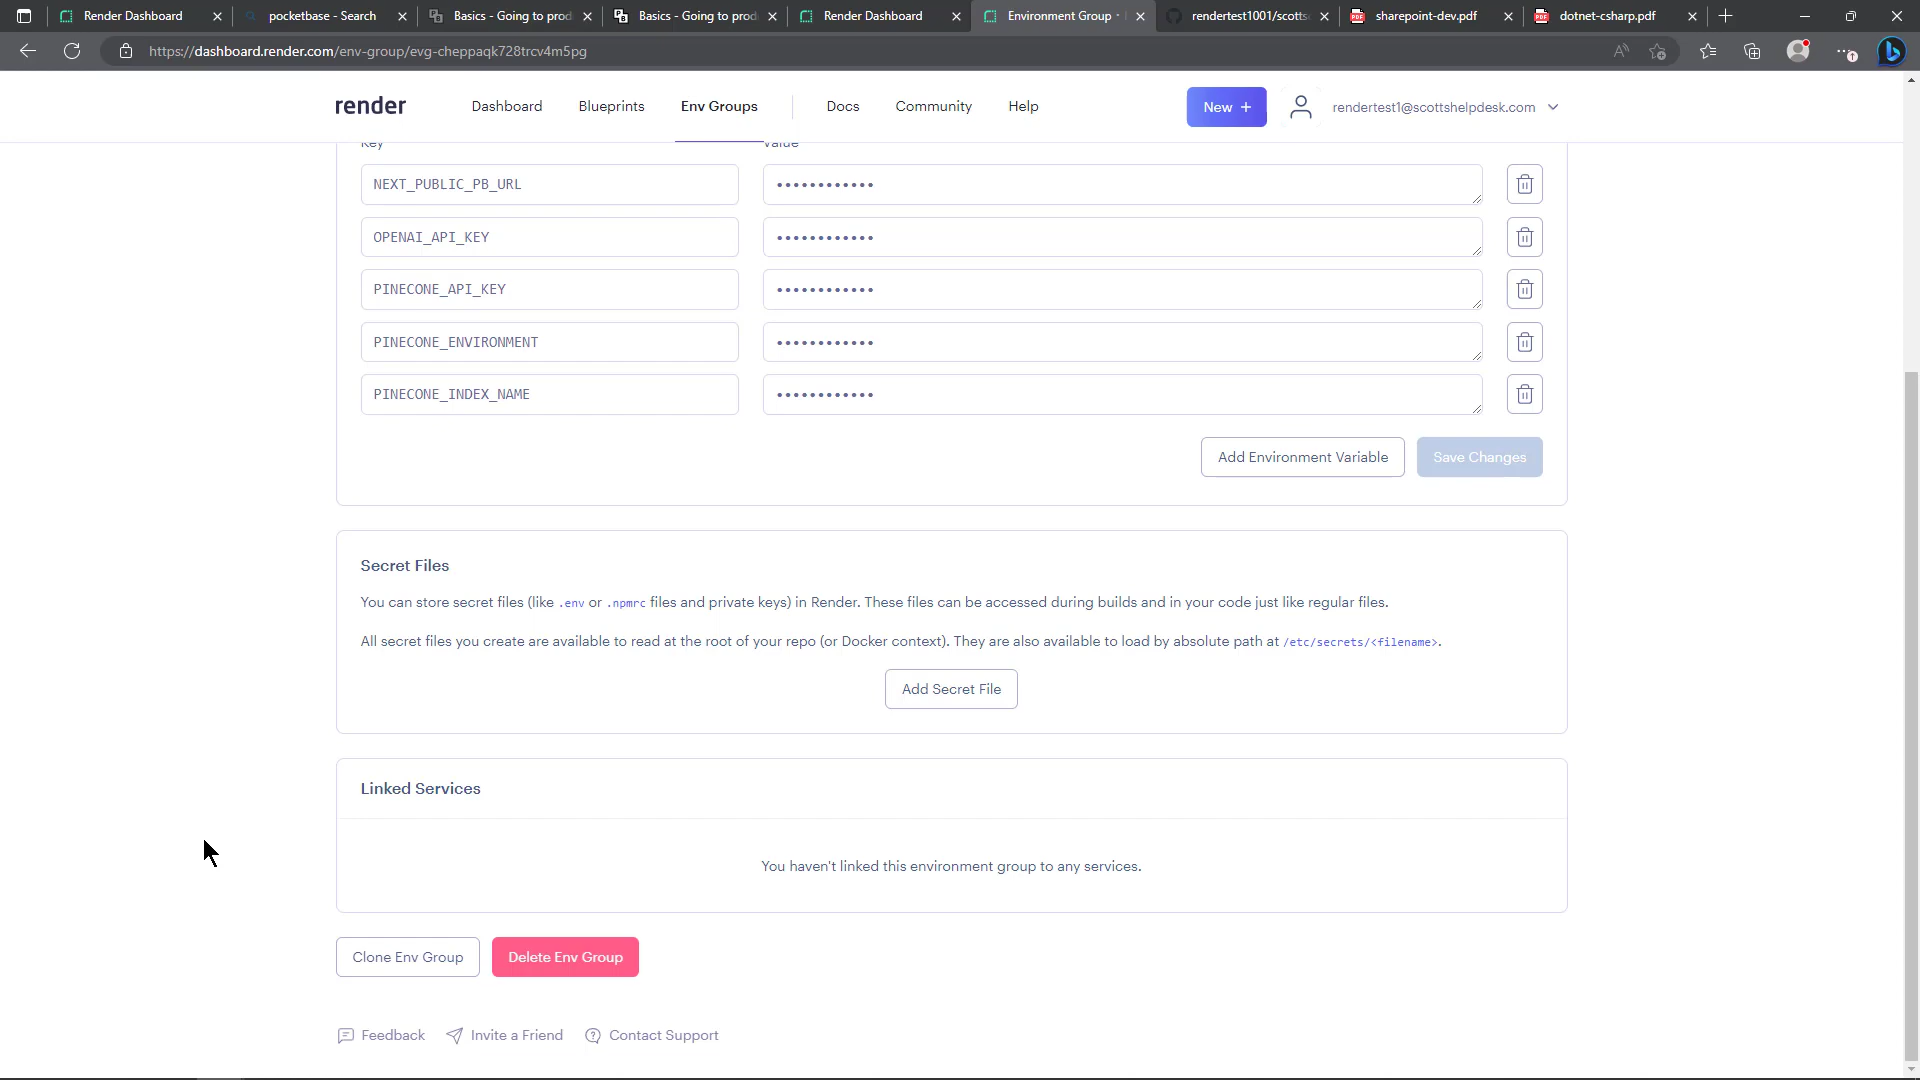 Render Dashboard
pocketbase - Search
Basics - Going to prod
Basics - Going to prod
Render Dashboard
Environment Group ·
rendertest1001/scotts
sharepoint-dev.pdf
dotnet-csharp.pdf
https://dashboard.render.com/env-group/evg-cheppaqk728trcv4m5pg
render
Dashboard
Blueprints
Env Groups
Docs
Community
Help
New +
rendertest1@scottshelpdesk.com
Key
Value
NEXT_PUBLIC_PB_URL
••••••••••••
OPENAI_API_KEY
••••••••••••
PINECONE_API_KEY
••••••••••••
PINECONE_ENVIRONMENT
••••••••••••
PINECONE_INDEX_NAME
••••••••••••
Add Environment Variable
Save Changes
Secret Files
You can store secret files (like .env or .npmrc files and private keys) in Render. These files can be accessed during builds and in your code just like regular files.
All secret files you create are available to read at the root of your repo (or Docker context). They are also available to load by absolute path at /etc/secrets/<filename>.
Add Secret File
Linked Services
You haven't linked this environment group to any services.
Clone Env Group
Delete Env Group
Feedback
Invite a Friend
Contact Support